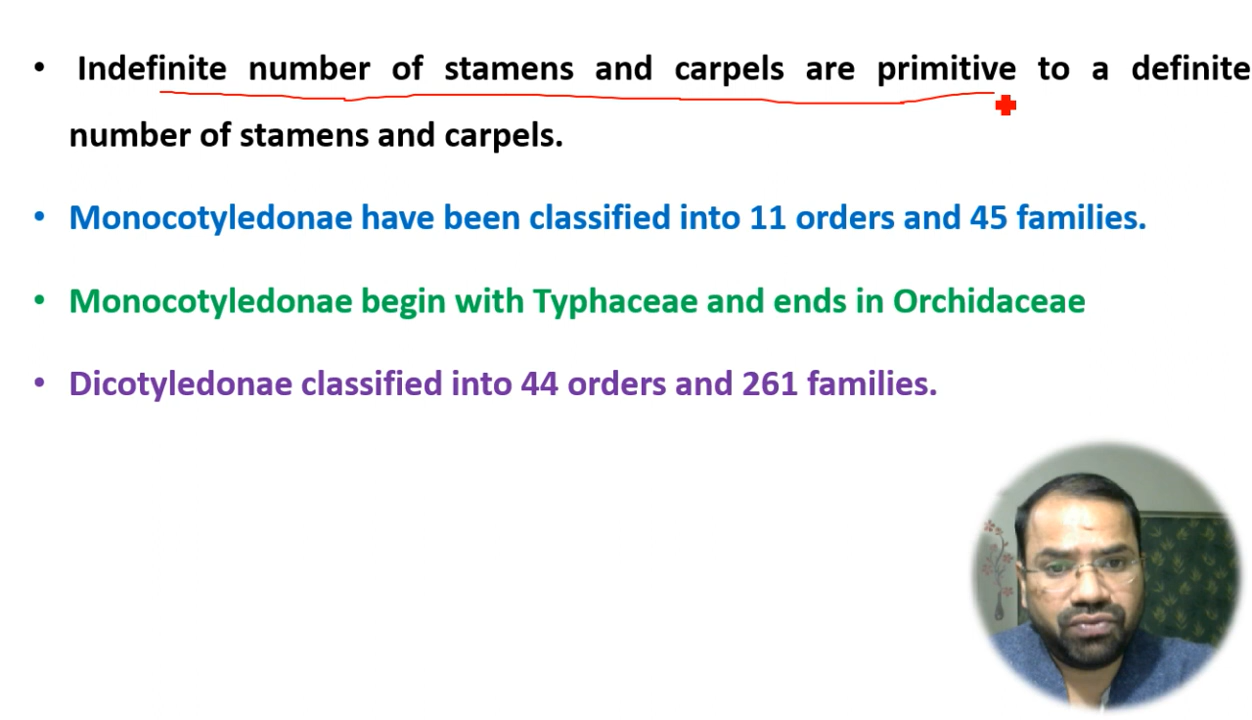 • Indefinite number of stamens and carpels are primitive to a definite
number of stamens and carpels.
• Monocotyledonae have been classified into 11 orders and 45 families.
• Monocotyledonae begin with Typhaceae and ends in Orchidaceae
• Dicotyledonae classified into 44 orders and 261 families.